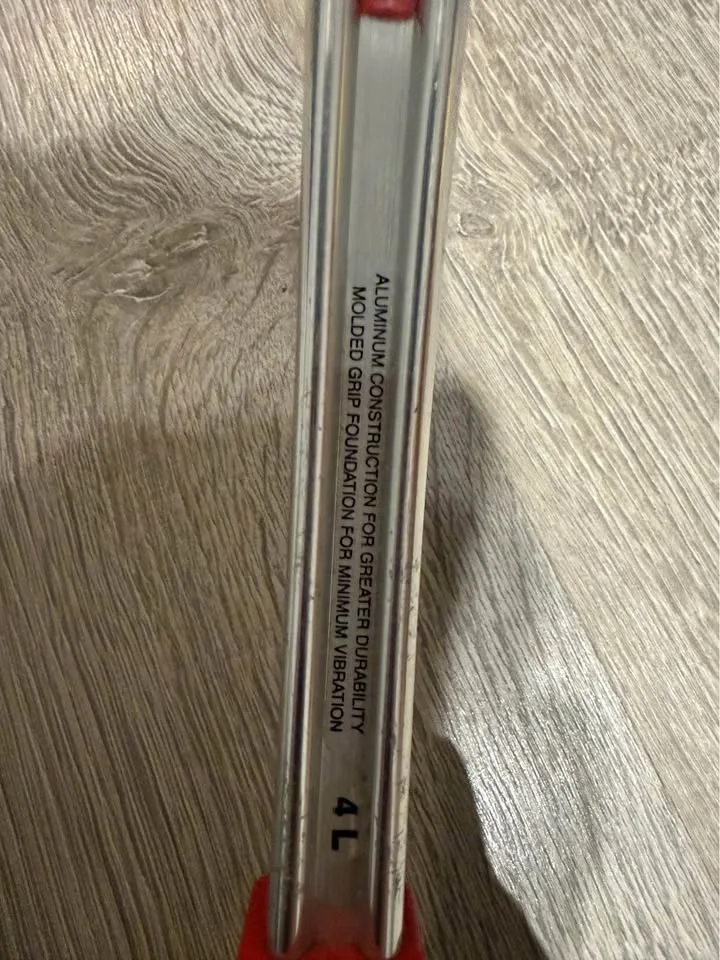 ALUMINUM CONSTRUCTION FOR GREATER DURABILITY
MOLDED GRIP FOUNDATION FOR MINIMUM VIBRATION
4 L